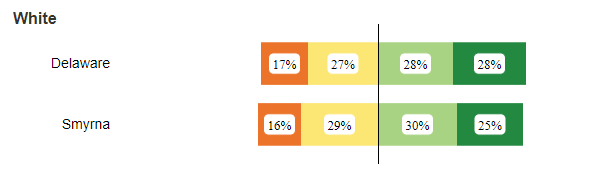 White
Delaware 17% 27% 28% 28%
Smyrna 16% 29% 30% 25%